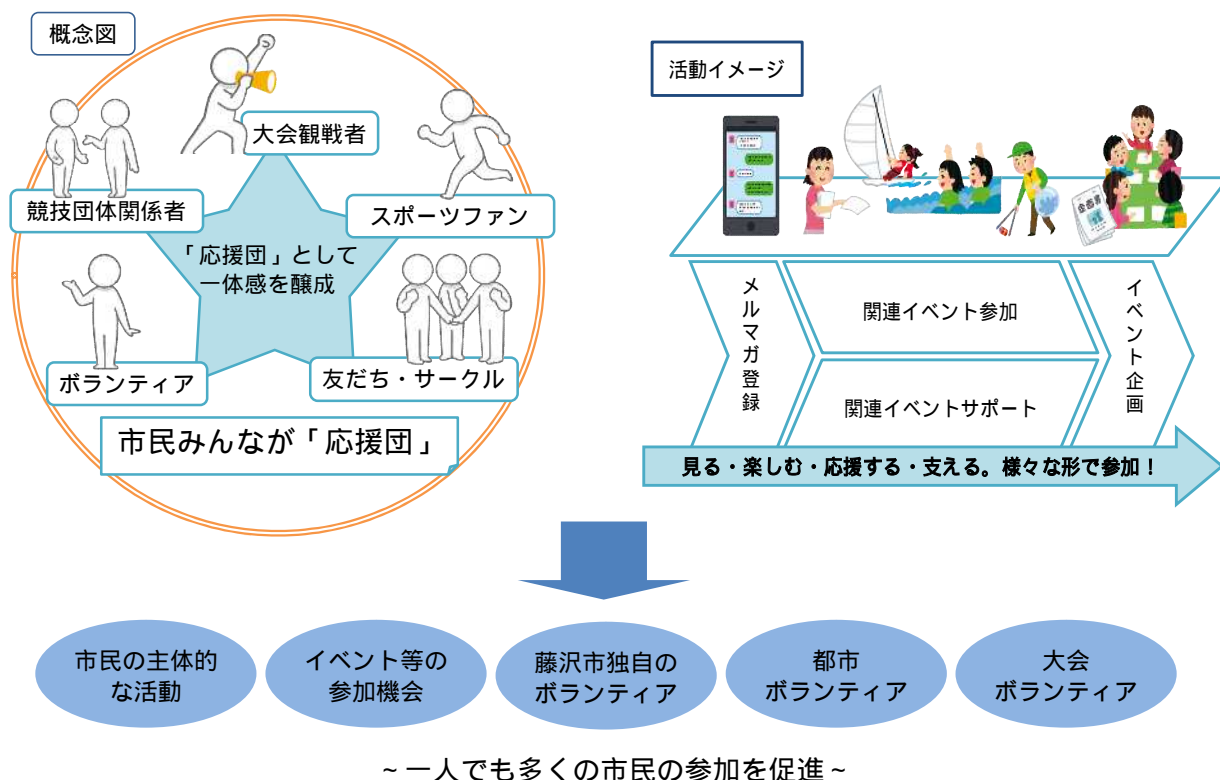 概念図
大会観戦者
競技団体関係者
スポーツファン
「応援団」として
一体感を醸成
ボランティア
友だち・サークル
市民みんなが「応援団」
活動イメージ
企画書
メルマガ登録
関連イベント参加
関連イベントサポート
イベント企画
見る・楽しむ・応援する・支える。様々な形で参加！
市民の主体的
な活動
イベント等の
参加機会
藤沢市独自の
ボランティア
都市
ボランティア
大会
ボランティア
~一人でも多くの市民の参加を促進~